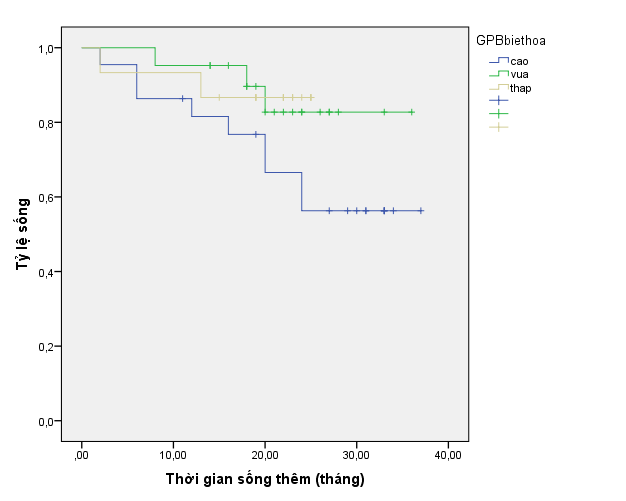 GPBbiethoa
cao
vua
thap
1,0
0,8
0,6
0,4
0,2
0,0
Tỷ lệ sống
,00
10,00
20,00
30,00
40,00
Thời gian sống thêm (tháng)